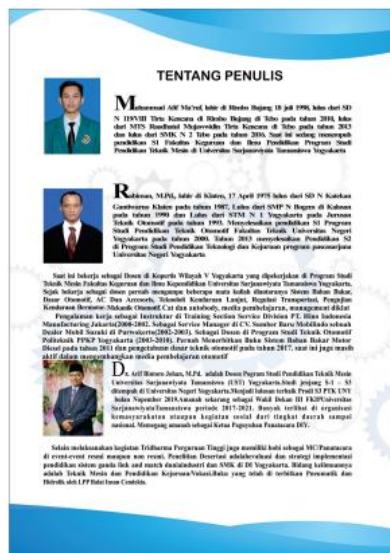 TENTANG PENULIS
Muhammad Afif Ma'ruf, lahir di Rimbo Bujang 18 juli 1998, lulus dari SD
N 119/VIII Tirta Kencana di Rimbo Bujang di Tebo pada tahun 2010, lulus
dari MTS Raudhatul Mujawwidin Tirta Kencana di Tebo pada tahun 2013
dan lulus dari SMK N 2 Tebo pada tahun 2016. Saat ini sedang menempuh
pendidikan S1 Fakultas Keguruan dan Ilmu Pendidikan Program Studi
Pendidikan Teknik Mesin di Universitas Sarjanawiyata Tamansiswa Yogyakarta
Rabiman, M.Pd., lahir di Klaten, 17 April 1975 lulus dari SD N Katekan
Gantiwarno Klaten pada tahun 1987, Lulus dari SMP N Bogem di Kalasan
pada tahun 1990 dan Lulus dari STM N 1 Yogyakarta pada Jurusan
Teknik Otomotif pada tahun 1993. Menyelesaikan pendidikan S1 Program
Studi Pendidikan Teknik Otomotif Fakultas Teknik Universitas Negeri
Yogyakarta pada tahun 2000. Tahun 2013 menyelesaikan Pendidikan S2
di Program Studi Pendidikan Teknologi dan Kejuruan program pascasarjana
Universitas Negeri Yogyakarta
Saat ini bekerja sebagai Dosen di Kopertis Wilayah V Yogyakarta yang dipekerjakan di Program Studi
Teknik Mesin Fakultas Keguruan dan Ilmu Kependidikan Universitas Sarjanawiyata Tamansiswa Yogyakarta.
Sejak bekerja sebagai dosen pernah mengampu beberapa mata kuliah diantaranya Sistem Bahan Bakar,
Dasar Otomotif, AC Dan Acecoris, Teknologi Kendaraan Lanjut, Regulasi Transportasi, Pengujian
Kendaraan Bermotor Mekanik Otomotif, Cat dan autobody, media pembelajaran, management diklat
Pengalaman kerja sebagai Instruktur di Training Section Service Division PT. Hino Indonesia
Manufacturing Jakarta(2000-2002. Sebagai Service Manager di CV. Sumber Baru Mobilindo sebuah
Dealer Mobil Suzuki di Purwokerto(2002-2003). Sebagai Dosen di Program Studi Teknik Otomotif
Politeknik PPKP Yogyakarta (2003-2010). Pernah Menerbitkan Buku Sistem Bahan Bakar Motor
Diesel pada tahun 2011 dan pengetahuan dasar teknik otomotif pada tahun 2017, saat ini juga masih
aktif dalam mengembangkan media pembelajaran otomotif
Dr. Arif Bintoro Johan, M.Pd. adalah Dosen Pogram Studi Pendidikan Teknik Mesin
Universitas Sarjanawiyata Tamansiswa (UST) Yogyakarta.Studi jenjang S-1 – S3
ditempuh di Universitas Negeri Yogyakarta,Menjadi lulusan terbaik Prodi S3 PTK UNY
bulan Nopember 2019,Amanah sekarang sebagai Wakil Dekan III FKIPUniversitas
SarjanawiyataTamansiswa periode 2017-2021. Banyak terlibat di organisasi
kemasyarakatan ataupun kegiatan sosial dari tingkat daerah sampai
nasional. Memegang amanah sebagai Ketua Paguyuban Panatacara DIY.
Selain melaksanakan kegiatan Tridharma Perguruan Tinggi juga memiliki hobi sebagai MC/Panatacara
di event-event resmi maupun non resmi. Penelitian Desertasi adalahevaluasi dan strategi implementasi
pendidikan sistem ganda link and match duniaindustri dan SMK di DI Yogyakarta. Bidang keilmuannya
adalah Teknik Mesin dan Pendidikan Kejuruan/Vokasi.Buku yang telah di terbitkan Pneumatik dan
Hidrolik oleh LPP Balai Insan Cendekia.